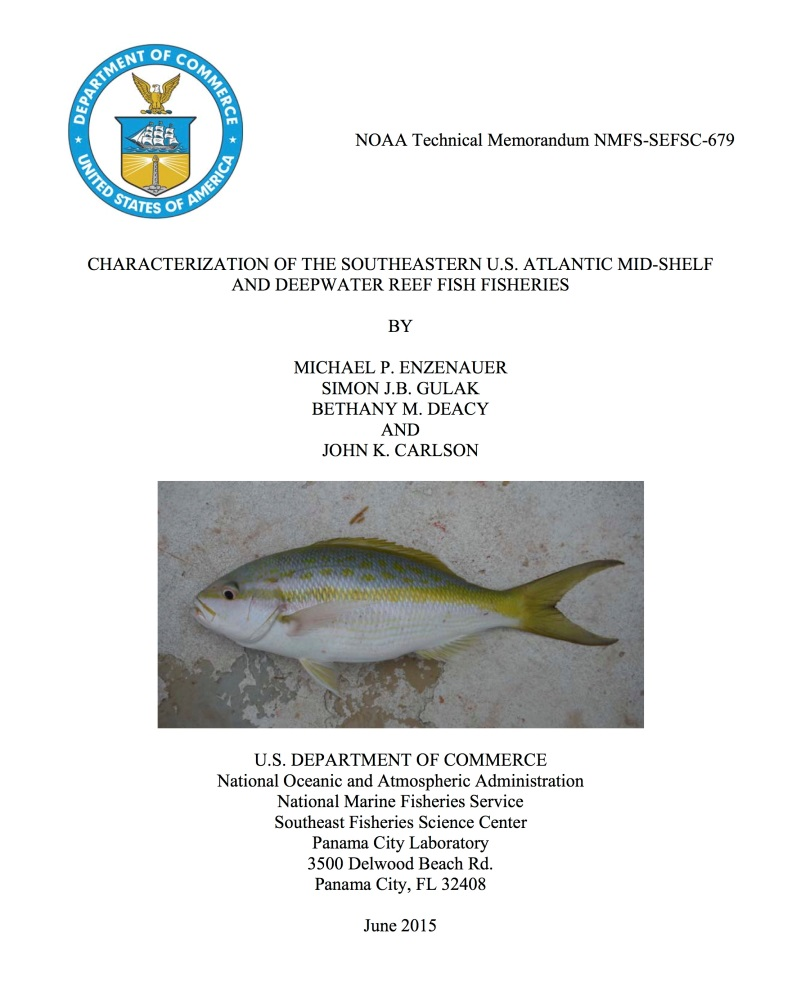 DEPARTMENT OF COMMERCE
UNITED STATES OF AMERICA
NOAA Technical Memorandum NMFS-SEFSC-679
CHARACTERIZATION OF THE SOUTHEASTERN U.S. ATLANTIC MID-SHELF
AND DEEPWATER REEF FISH FISHERIES
BY
MICHAEL P. ENZENAUER
SIMON J.B. GULAK
BETHANY M. DEACY
AND
JOHN K. CARLSON
U.S. DEPARTMENT OF COMMERCE
National Oceanic and Atmospheric Administration
National Marine Fisheries Service
Southeast Fisheries Science Center
Panama City Laboratory
3500 Delwood Beach Rd.
Panama City, FL 32408
June 2015